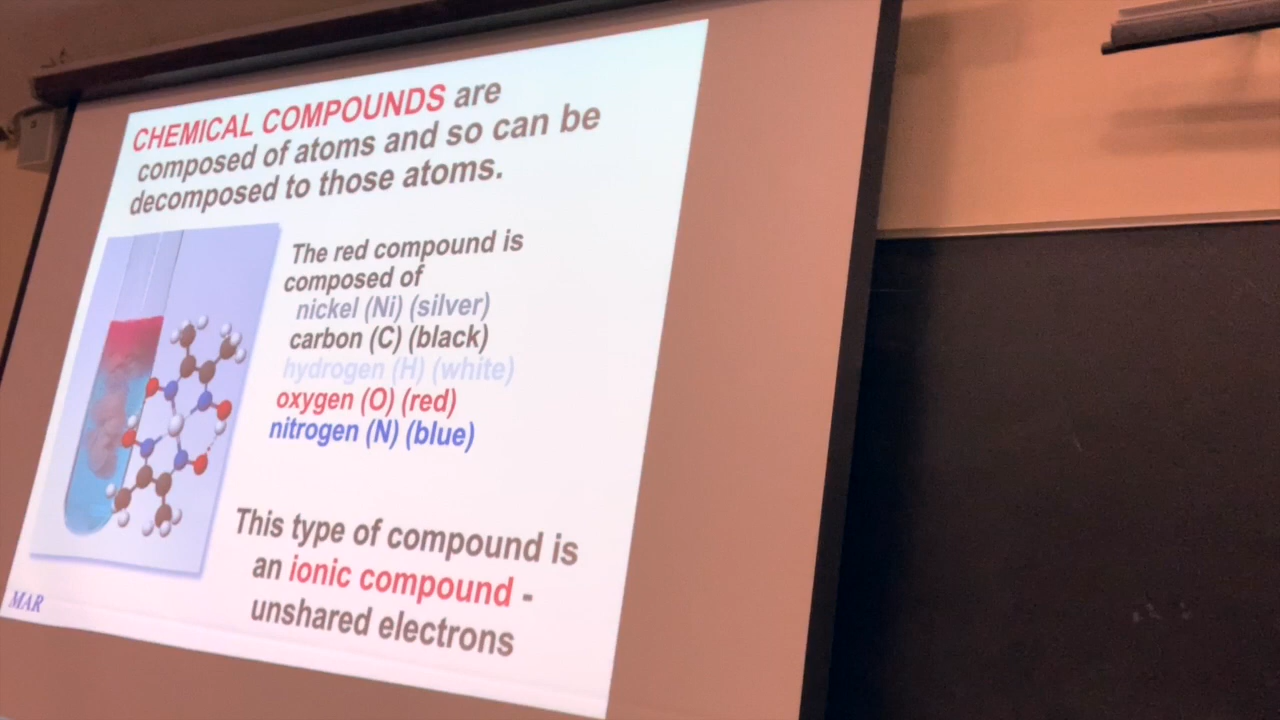 CHEMICAL COMPOUNDS are
composed of atoms and so can be
decomposed to those atoms.
The red compound is
composed of
nickel (Ni) (silver)
carbon (C) (black)
hydrogen (H) (white)
oxygen (O) (red)
nitrogen (N) (blue)
This type of compound is
an ionic compound -
unshared electrons
MAR